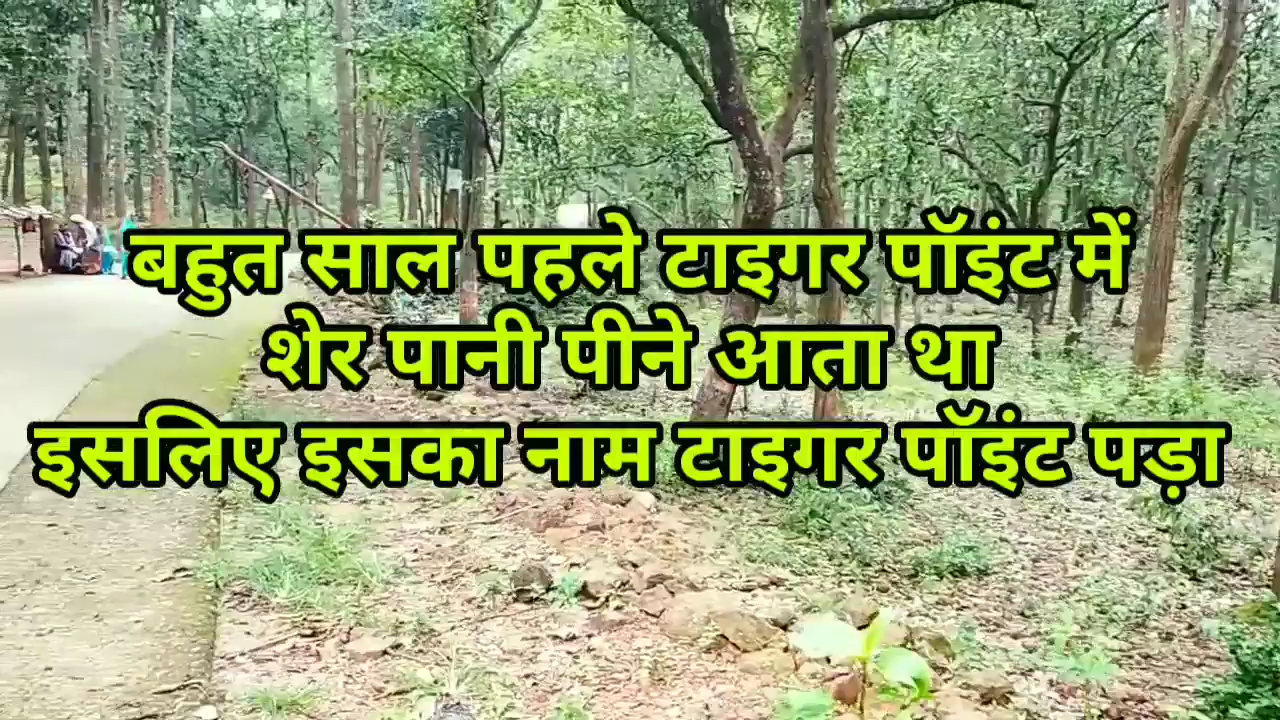 बहुत साल पहले टाइगर पॉइंट में
शेर पानी पीने आता था
इसलिए इसका नाम टाइगर पॉइंट पड़ा